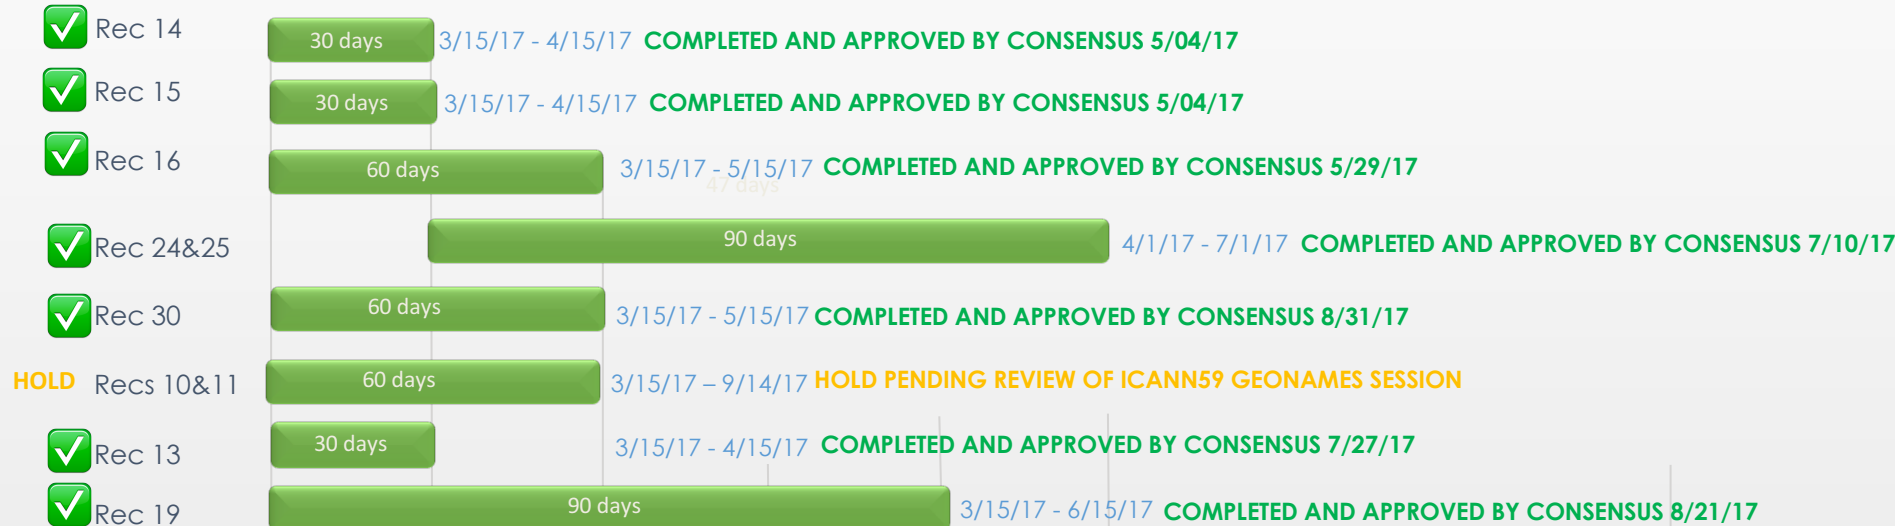 Rec 14 30 days 3/15/17 - 4/15/17 COMPLETED AND APPROVED BY CONSENSUS 5/04/17
Rec 15 30 days 3/15/17 - 4/15/17 COMPLETED AND APPROVED BY CONSENSUS 5/04/17
Rec 16 60 days 3/15/17 - 5/15/17 COMPLETED AND APPROVED BY CONSENSUS 5/29/17
47 days
Rec 24&25 90 days 4/1/17 - 7/1/17 COMPLETED AND APPROVED BY CONSENSUS 7/10/17
Rec 30 60 days 3/15/17 - 5/15/17 COMPLETED AND APPROVED BY CONSENSUS 8/31/17
HOLD Recs 10&11 60 days 3/15/17 – 9/14/17 HOLD PENDING REVIEW OF ICANN59 GEONAMES SESSION
Rec 13 30 days 3/15/17 - 4/15/17 COMPLETED AND APPROVED BY CONSENSUS 7/27/17
Rec 19 90 days 3/15/17 - 6/15/17 COMPLETED AND APPROVED BY CONSENSUS 8/21/17